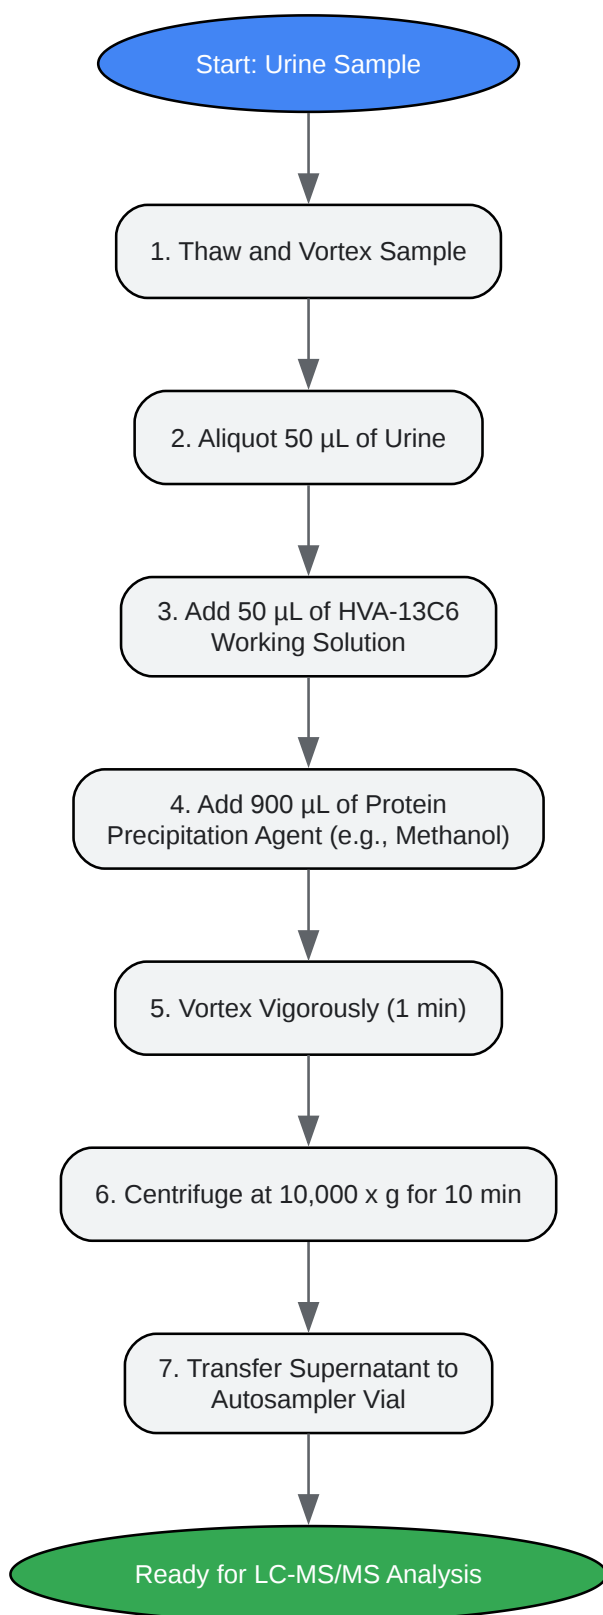 Start: Urine Sample
1. Thaw and Vortex Sample
2. Aliquot 50 µL of Urine
3. Add 50 µL of HVA-13C6
Working Solution
4. Add 900 µL of Protein
Precipitation Agent (e.g., Methanol)
5. Vortex Vigorously (1 min)
6. Centrifuge at 10,000 x g for 10 min
7. Transfer Supernatant to
Autosampler Vial
Ready for LC-MS/MS Analysis